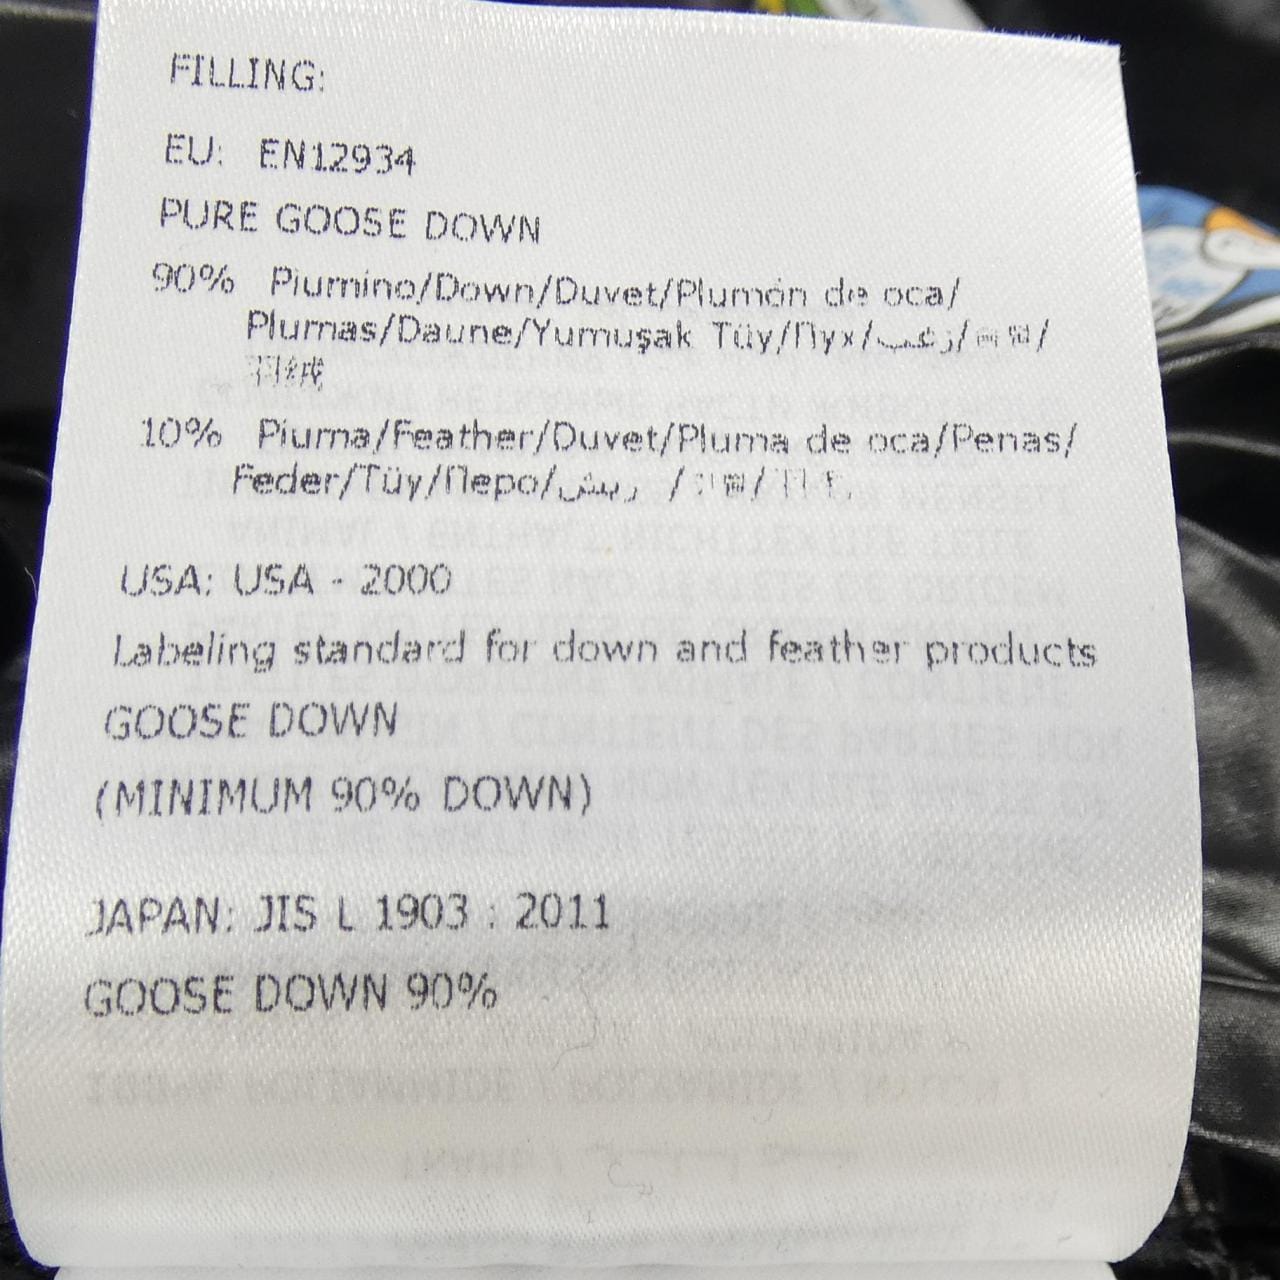 FILLING:
EU: EN12934
PURE GOOSE DOWN
90% Piumino/Down/Duvet/Plumón de oca/
Plumas/Daune/Yumuşak Tüy/Пух/زغب/
羽绒
10% Piuma/Feather/Duvet/Pluma de oca/Penas/
Feder/Tüy/Перо/ريش /
USA: USA - 2000
Labeling standard for down and feather products
GOOSE DOWN
(MINIMUM 90% DOWN)
JAPAN: JIS L 1903 : 2011
GOOSE DOWN 90%